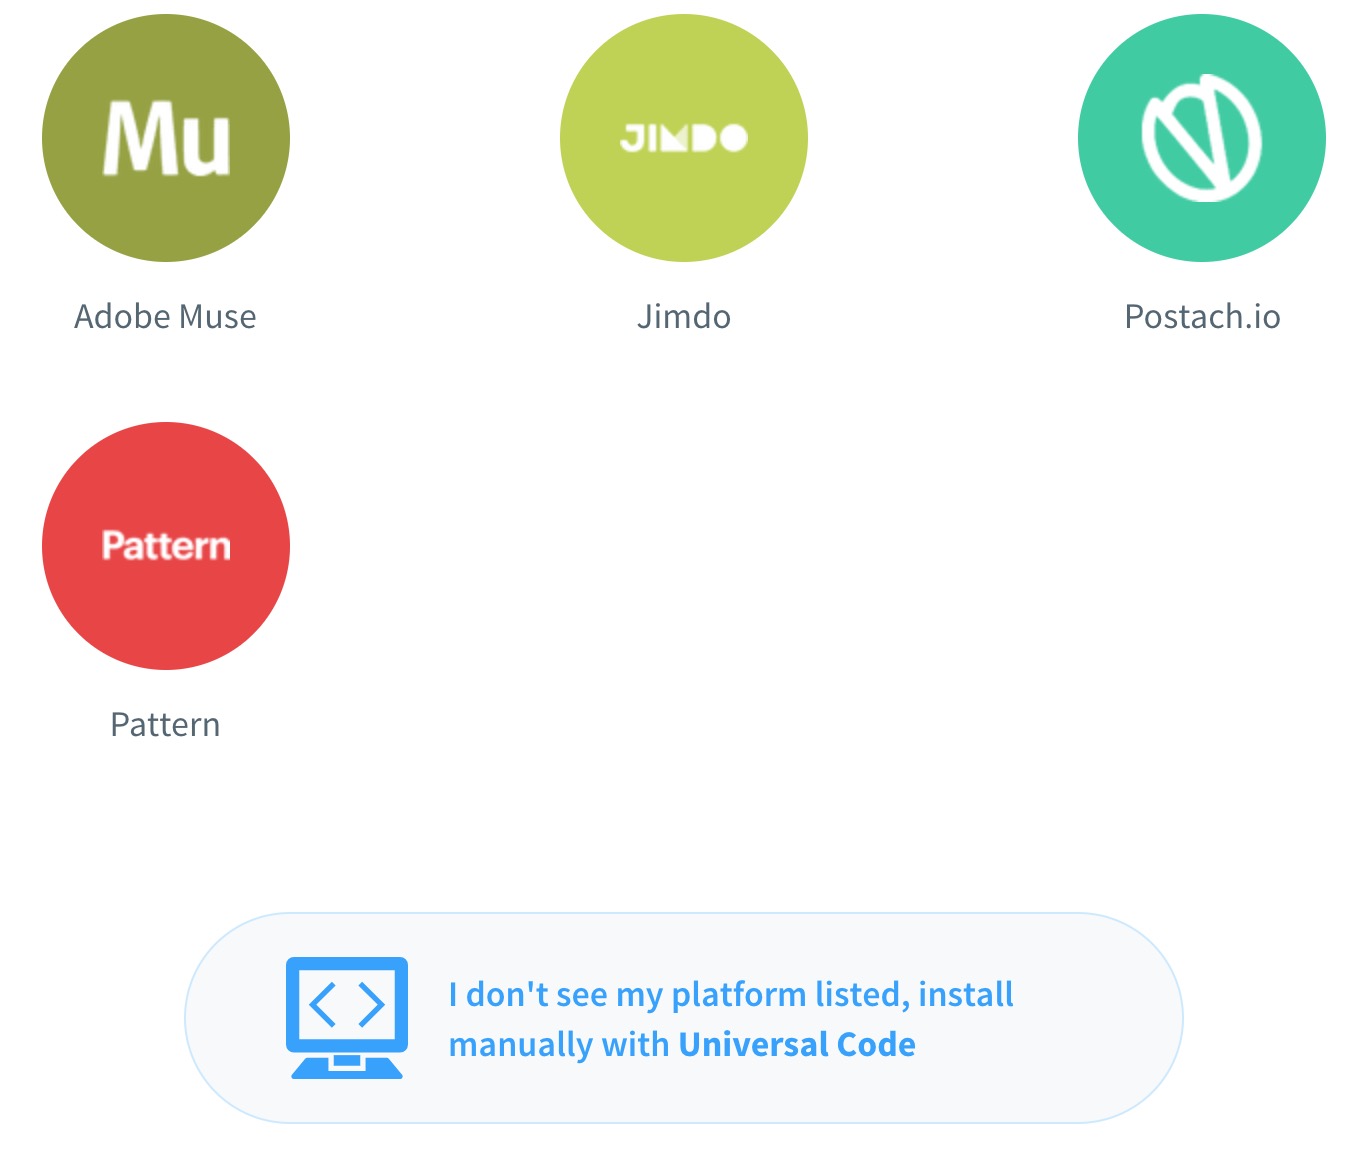 Mu
JIMDO
Adobe Muse
Jimdo
Postach.io
Pattern
Pattern
I don't see my platform listed, install
manually with Universal Code